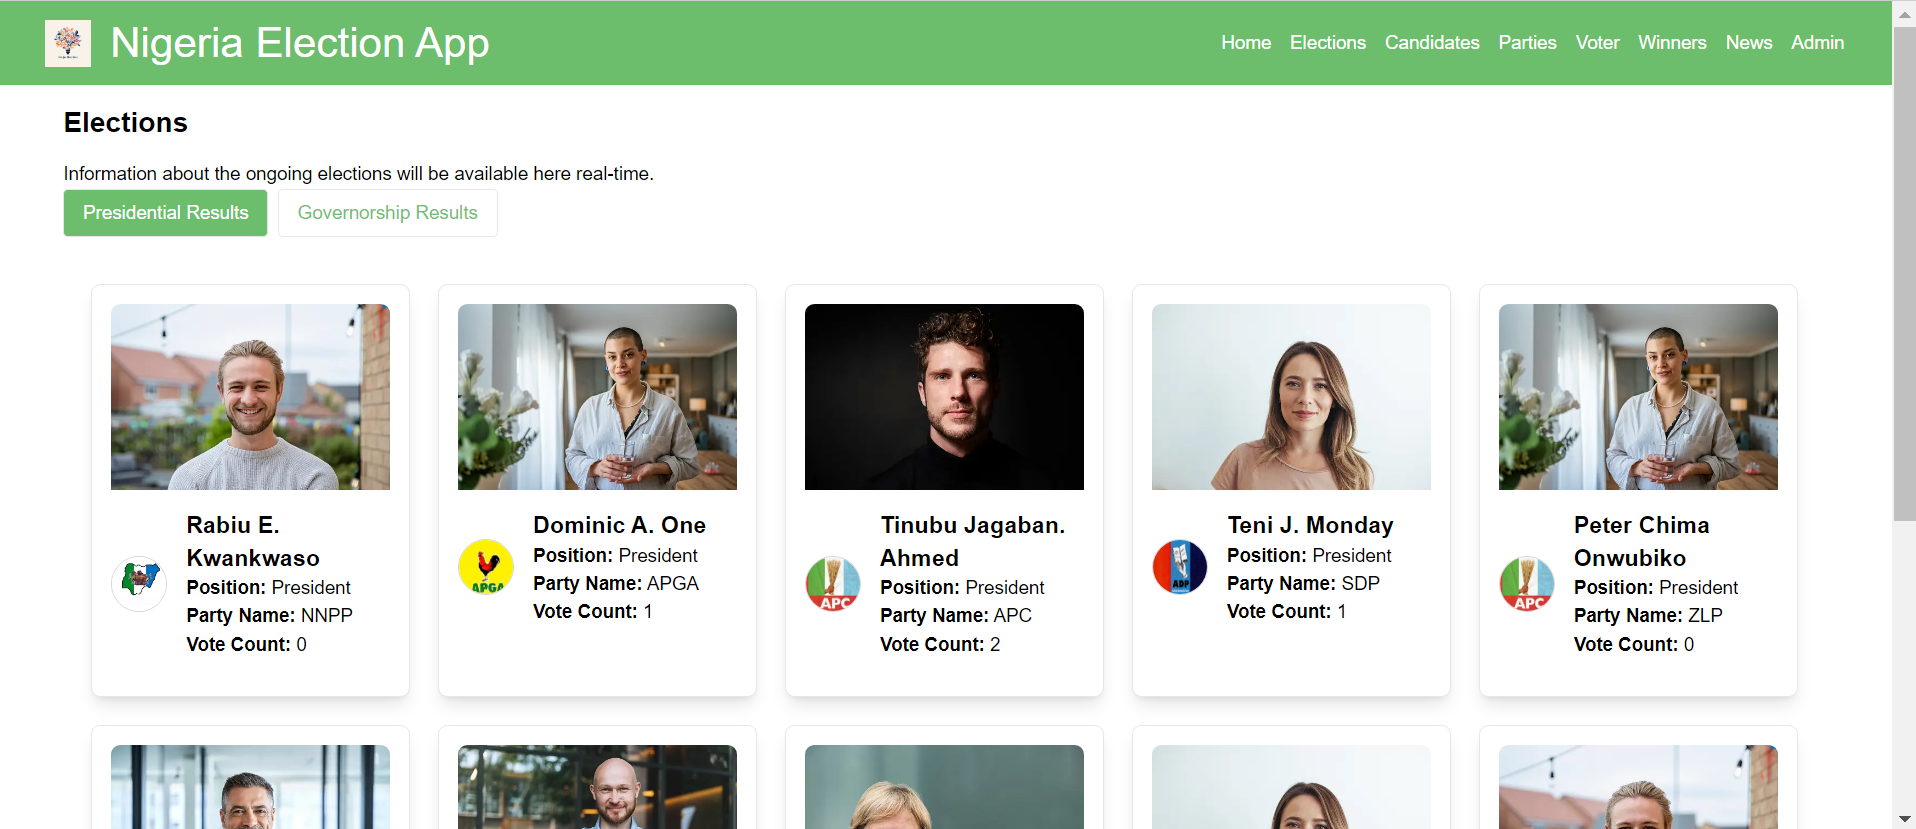 Nigeria Election App
Home Elections Candidates Parties Voter Winners News Admin
Elections
Information about the ongoing elections will be available here real-time.
Presidential Results
Governorship Results
Rabiu E.
Kwankwaso
Position: President
Party Name: NNPP
Vote Count: 0
APGA
Dominic A. One
Position: President
Party Name: APGA
Vote Count: 1
APC
Tinubu Jagaban.
Ahmed
Position: President
Party Name: APC
Vote Count: 2
ADP
Teni J. Monday
Position: President
Party Name: SDP
Vote Count: 1
APC
Peter Chima
Onwubiko
Position: President
Party Name: ZLP
Vote Count: 0